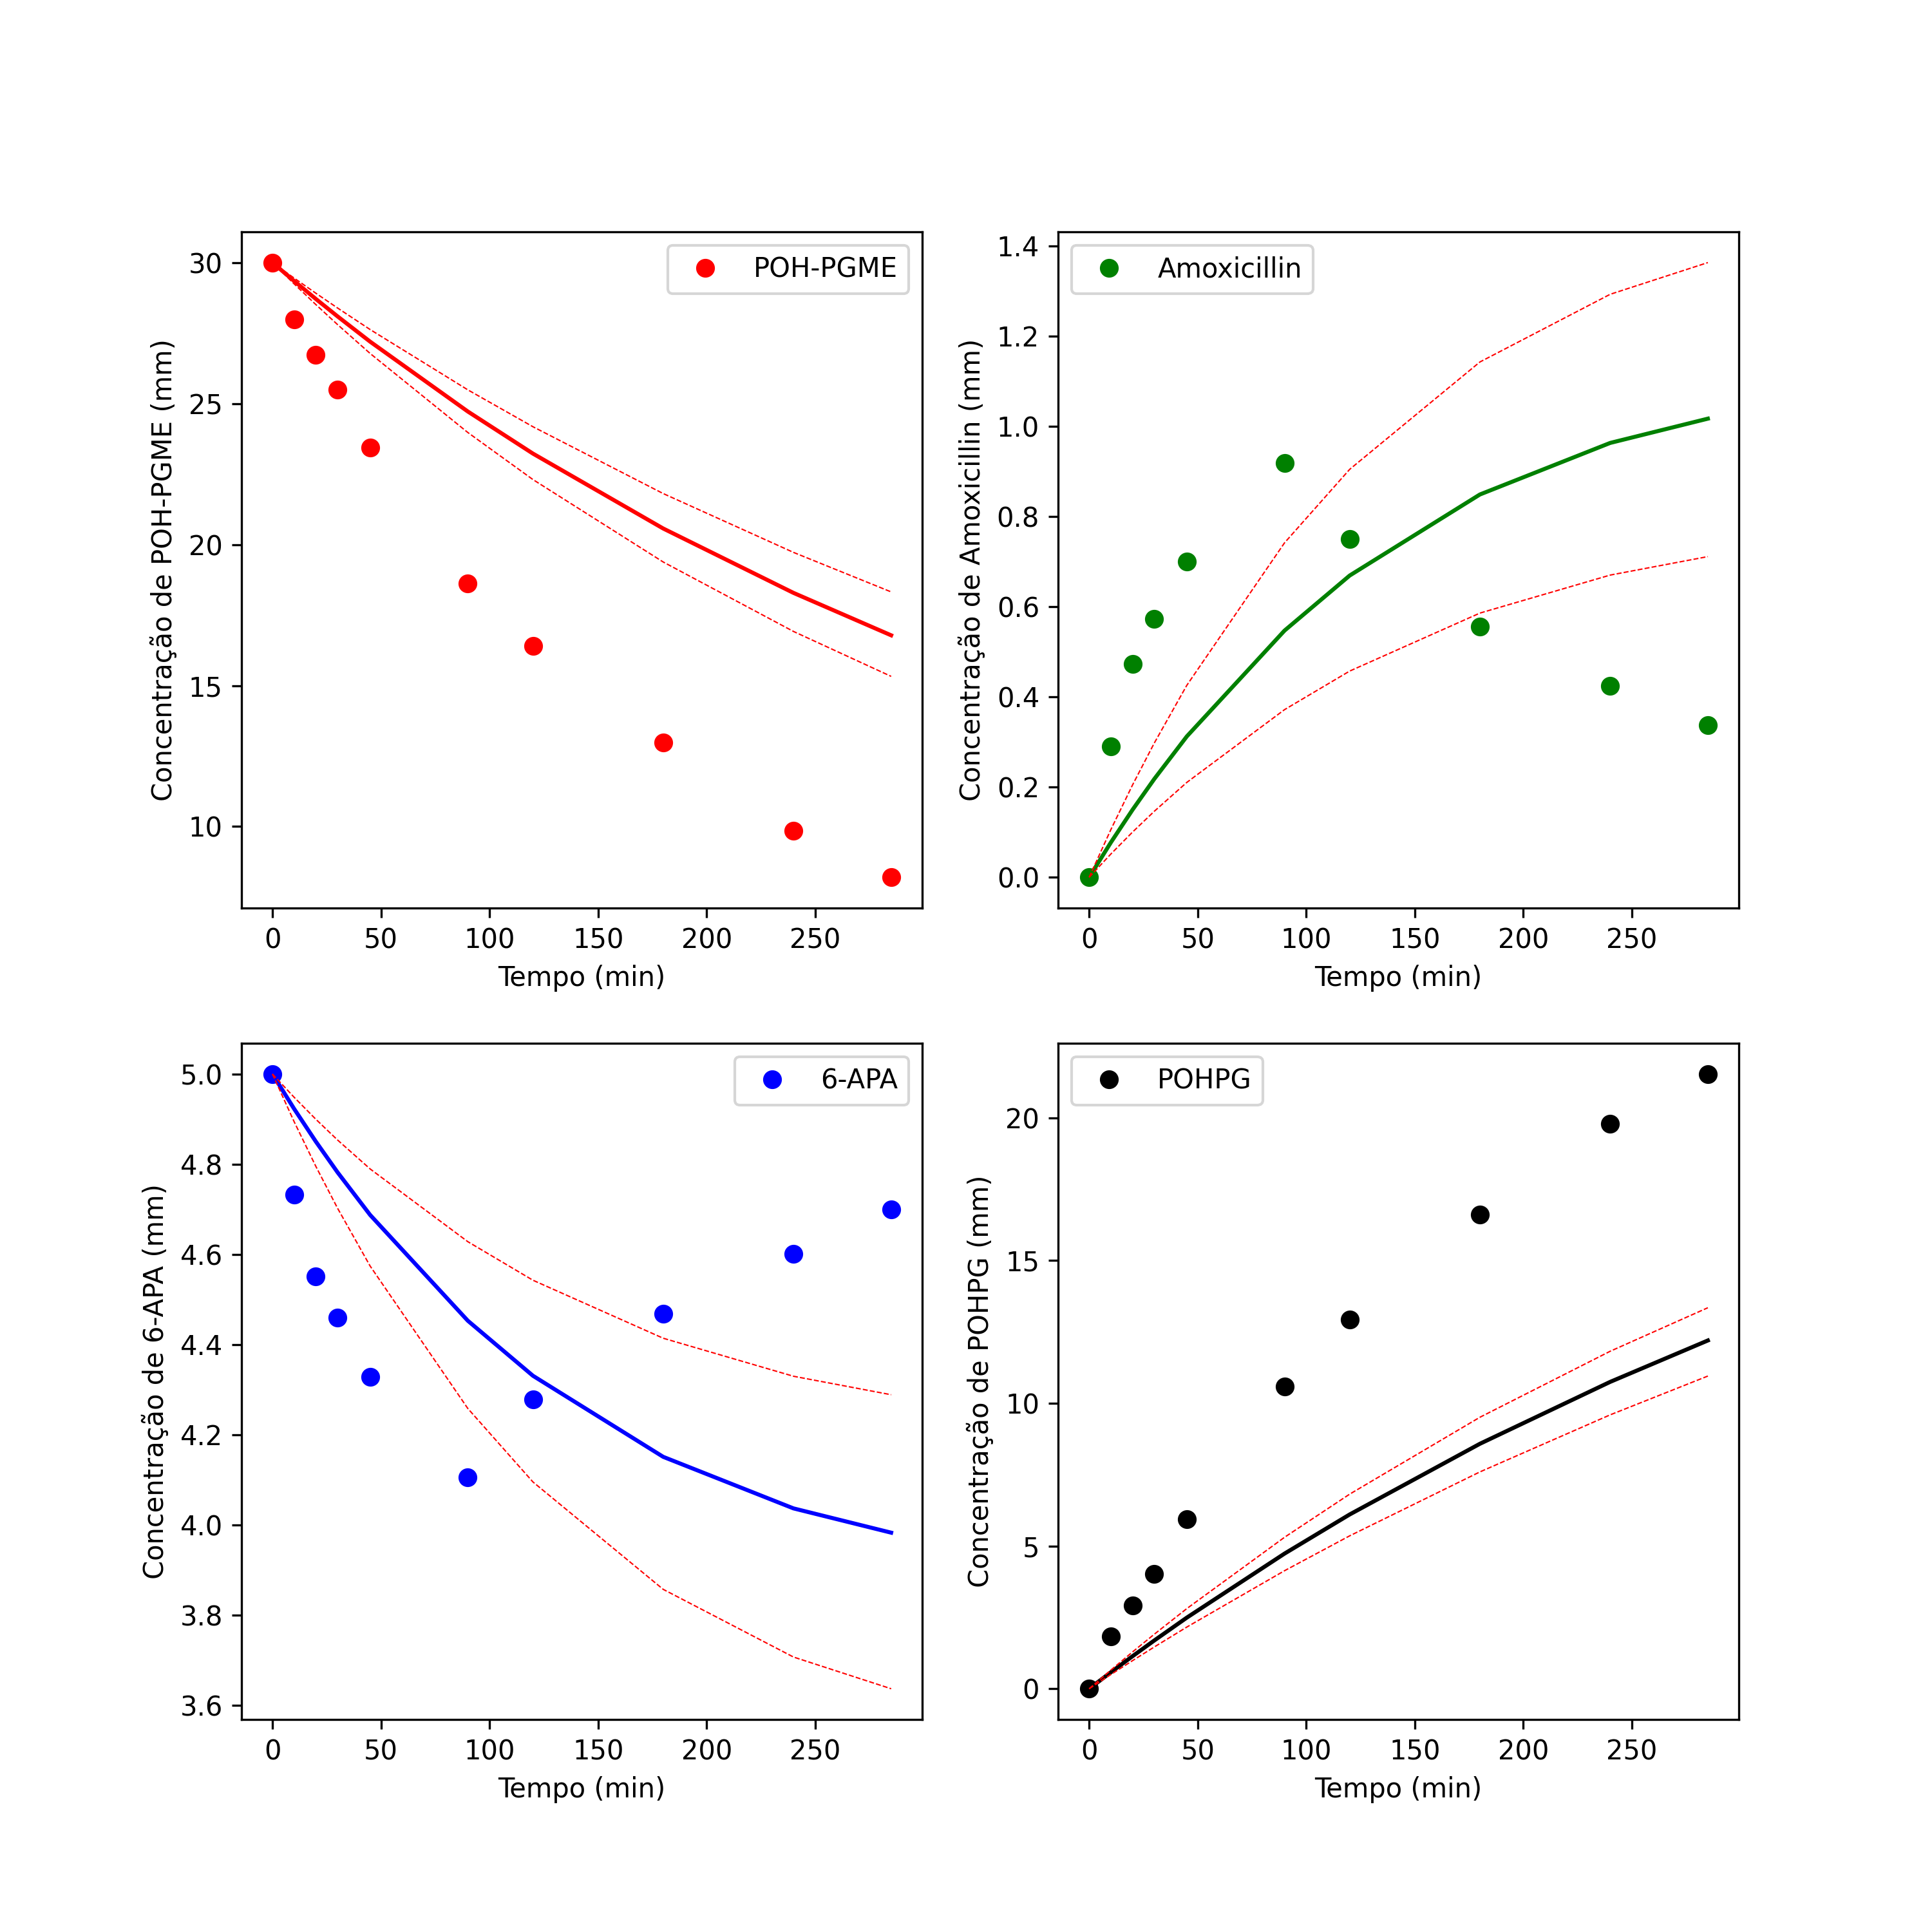 POH-PGME
Concentração de POH-PGME (mm)
30
25
20
15
10
0 50 100 150 200 250
Tempo (min)
Amoxicillin
Concentração de Amoxicillin (mm)
1.4
1.2
1.0
0.8
0.6
0.4
0.2
0.0
0 50 100 150 200 250
Tempo (min)
6-APA
Concentração de 6-APA (mm)
5.0
4.8
4.6
4.4
4.2
4.0
3.8
3.6
0 50 100 150 200 250
Tempo (min)
POHPG
Concentração de POHPG (mm)
20
15
10
5
0
0 50 100 150 200 250
Tempo (min)